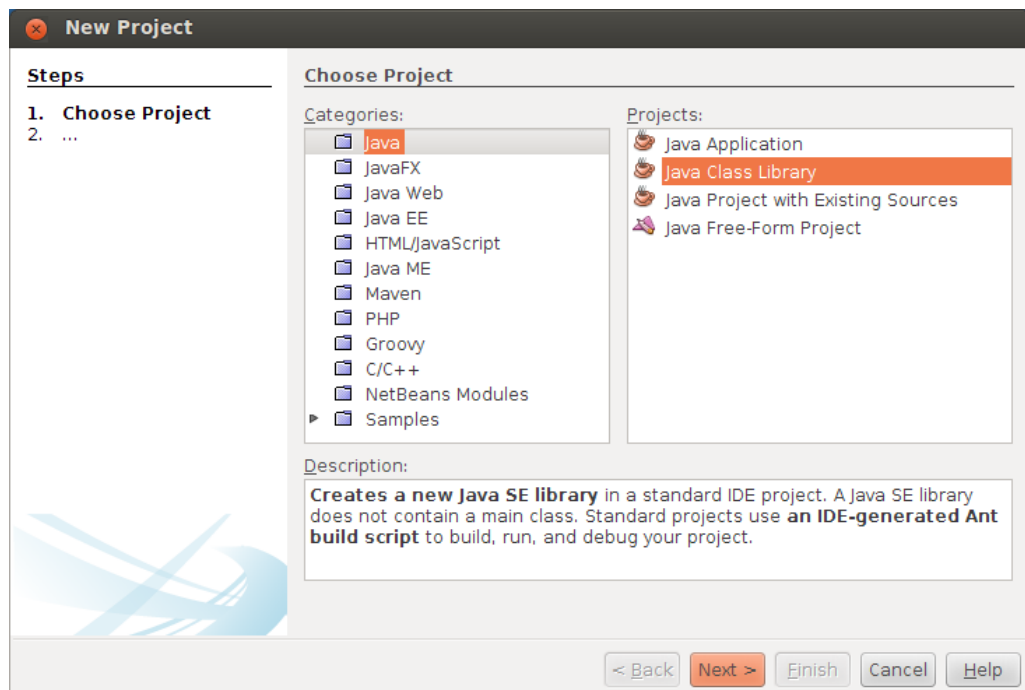 New Project
Steps
1. Choose Project
2. ...
Choose Project
Categories:
Java
JavaFX
Java Web
Java EE
HTML/JavaScript
Java ME
Maven
PHP
Groovy
C/C++
NetBeans Modules
Samples
Projects:
Java Application
Java Class Library
Java Project with Existing Sources
Java Free-Form Project
Description:
Creates a new Java SE library in a standard IDE project. A Java SE library
does not contain a main class. Standard projects use an IDE-generated Ant
build script to build, run, and debug your project.
< Back Next > Finish Cancel Help